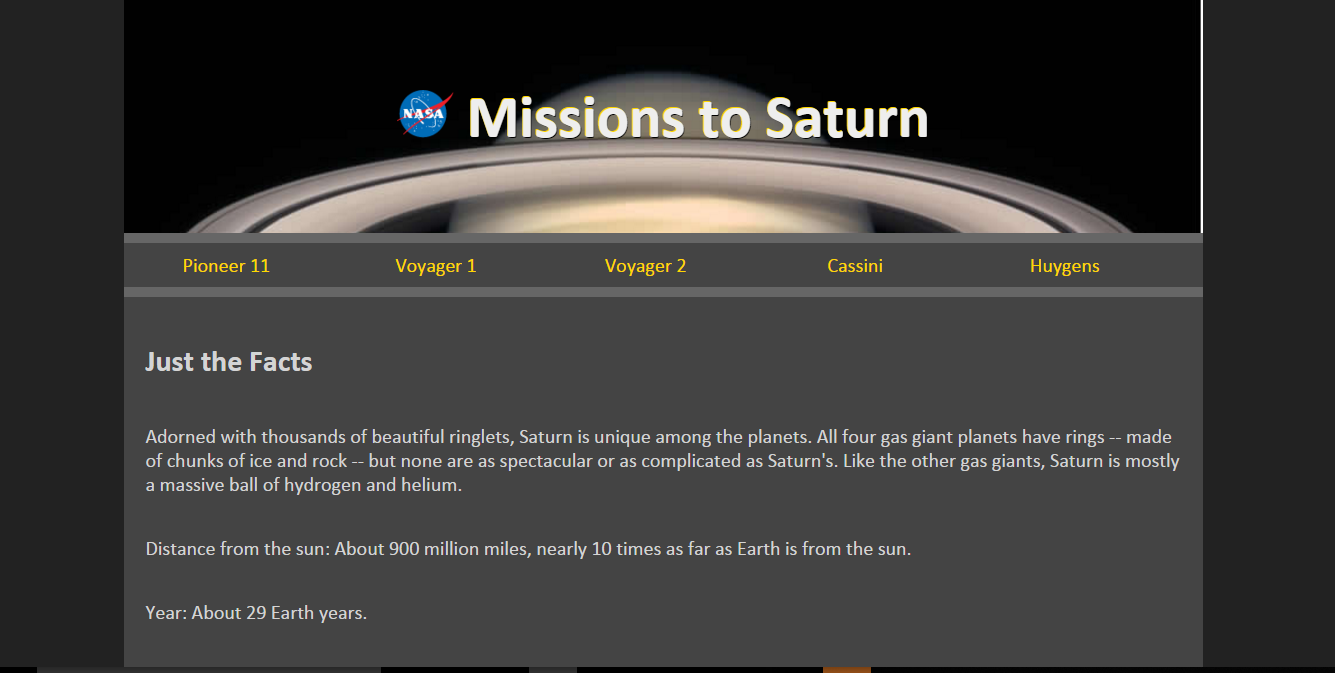 NASA
Missions to Saturn
Pioneer 11 Voyager 1 Voyager 2 Cassini Huygens
Just the Facts
Adorned with thousands of beautiful ringlets, Saturn is unique among the planets. All four gas giant planets have rings -- made
of chunks of ice and rock -- but none are as spectacular or as complicated as Saturn's. Like the other gas giants, Saturn is mostly
a massive ball of hydrogen and helium.
Distance from the sun: About 900 million miles, nearly 10 times as far as Earth is from the sun.
Year: About 29 Earth years.